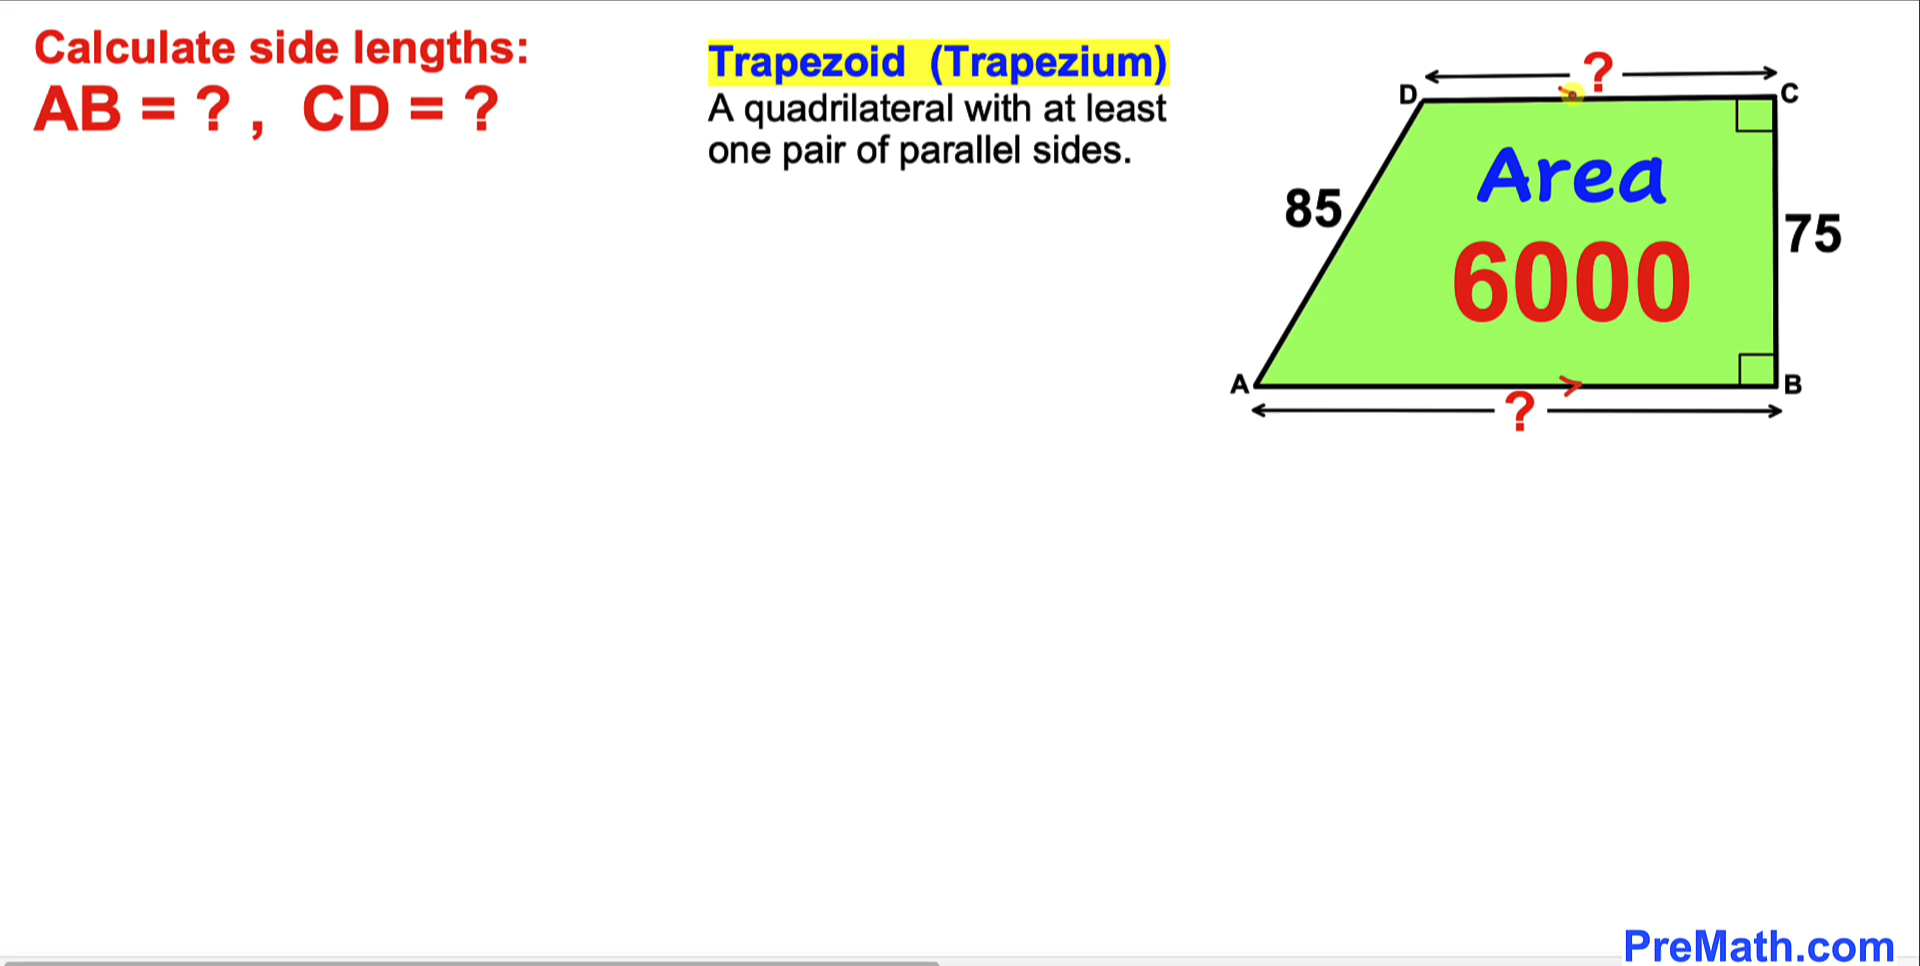 Calculate side lengths:
AB = ? , CD = ?
Trapezoid (Trapezium)
A quadrilateral with at least
one pair of parallel sides.
?
D
C
Area
85
75
6000
A
B
?
PreMath.com